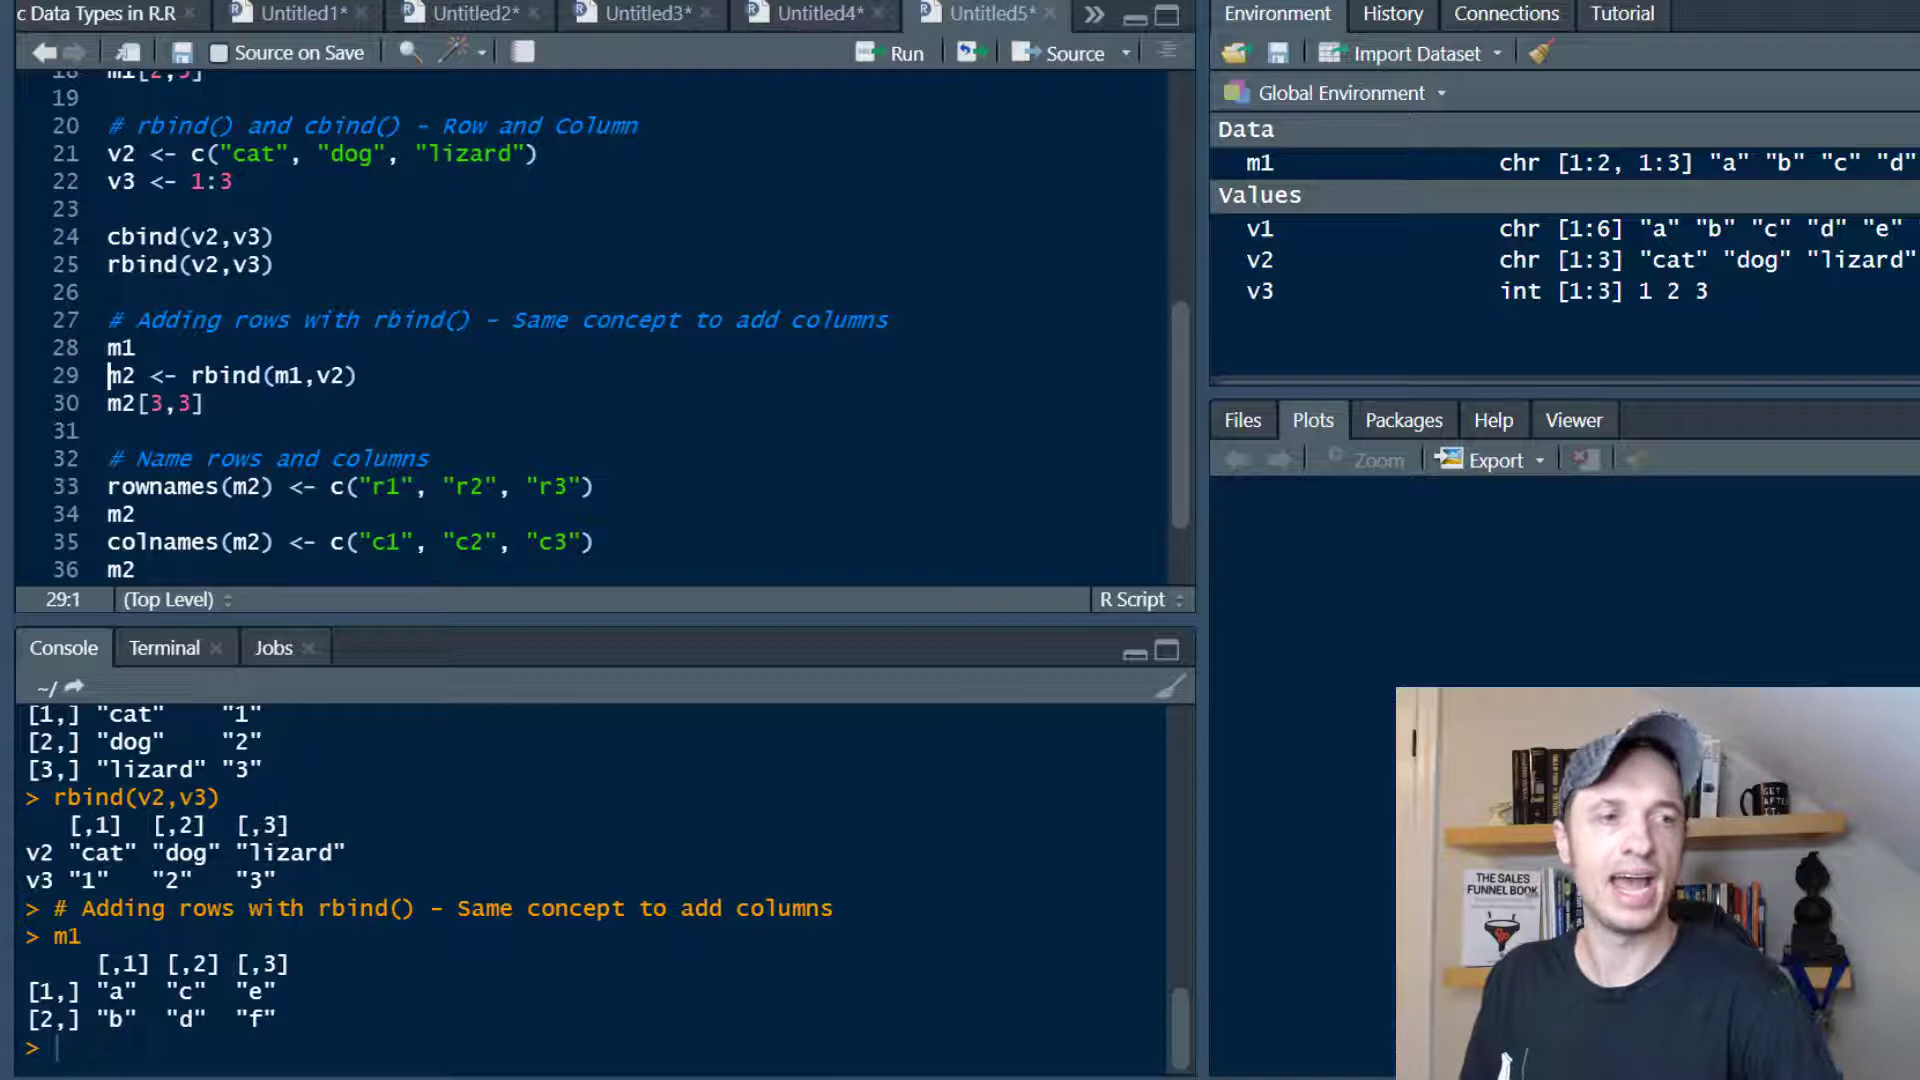 c Data Types in R.R
Untitled1*
Untitled2*
Untitled3*
Untitled4*
Untitled5*
Source on Save
Run
Source
18 m1[2,3]
19
20 # rbind() and cbind() - Row and Column
21 v2 <- c("cat", "dog", "lizard")
22 v3 <- 1:3
23
24 cbind(v2,v3)
25 rbind(v2,v3)
26
27 # Adding rows with rbind() - Same concept to add columns
28 m1
29 m2 <- rbind(m1,v2)
30 m2[3,3]
31
32 # Name rows and columns
33 rownames(m2) <- c("r1", "r2", "r3")
34 m2
35 colnames(m2) <- c("c1", "c2", "c3")
36 m2
29:1 (Top Level) R Script
Console Terminal Jobs
~/
[1,] "cat" "1"
[2,] "dog" "2"
[3,] "lizard" "3"
> rbind(v2,v3)
[,1] [,2] [,3]
v2 "cat" "dog" "lizard"
v3 "1" "2" "3"
> # Adding rows with rbind() - Same concept to add columns
> m1
[,1] [,2] [,3]
[1,] "a" "c" "e"
[2,] "b" "d" "f"
>
Environment History Connections Tutorial
Import Dataset
Global Environment
Data
m1 chr [1:2, 1:3] "a" "b" "c" "d"
Values
v1 chr [1:6] "a" "b" "c" "d" "e"
v2 chr [1:3] "cat" "dog" "lizard"
v3 int [1:3] 1 2 3
Files Plots Packages Help Viewer
Zoom Export
GET
AFTER
IT
THE SALES
FUNNEL BOOK